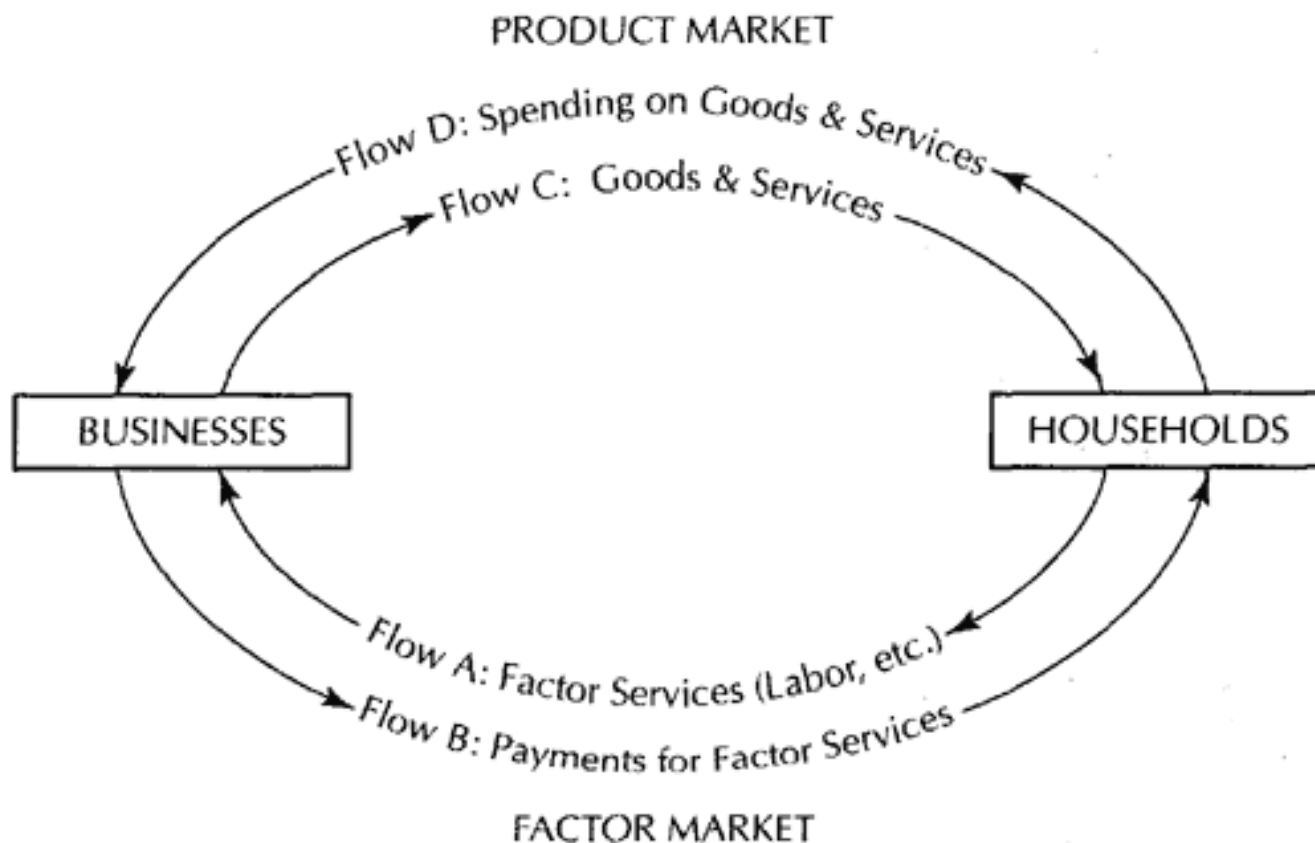 PRODUCT MARKET
Flow D: Spending on Goods & Services
Flow C: Goods & Services
BUSINESSES
HOUSEHOLDS
Flow A: Factor Services (Labor, etc.)
Flow B: Payments for Factor Services
FACTOR MARKET